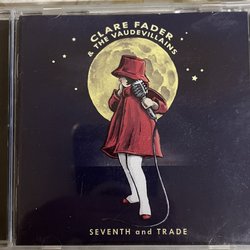 CLARE FADER
& THE VAUDEVILLAINS
SEVENTH and TRADE